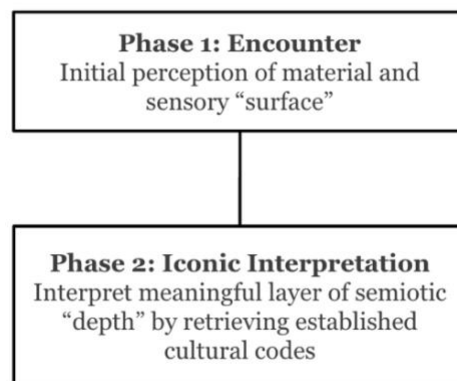 Phase 1: Encounter
Initial perception of material and
sensory “surface”
Phase 2: Iconic Interpretation
Interpret meaningful layer of semiotic
“depth” by retrieving established
cultural codes